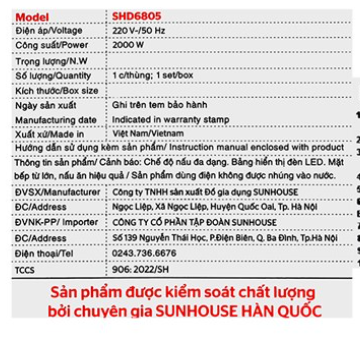 Model SHD6805
Điện áp/Voltage 220 V~/50 Hz
Công suất/Power 2000 W
Trọng lượng/N.W
Số lượng/Quantity 1 c/thùng; 1 set/box
Kích thước/Box size
Ngày sản xuất Ghi trên tem bảo hành
Manufacturing date Indicated in warranty stamp
Xuất xứ/Made in Việt Nam/Vietnam
Hướng dẫn sử dụng kèm sản phẩm/ Instruction manual enclosed with product
Thông tin sản phẩm/ Cảnh báo: Chế độ nấu đa dạng. Bảng hiển thị đèn LED. Mặt
bếp từ lớn, nấu ăn hiệu quả / Sản phẩm dùng điện không được nhúng vào nước.
ĐVSX/Manufacturer Công ty TNHH sản xuất Đồ gia dụng SUNHOUSE
ĐC/Address Ngọc Liệp, Xã Ngọc Liệp, Huyện Quốc Oai, Tp. Hà Nội
ĐVNK-PP/ Importer CÔNG TY CỔ PHẦN TẬP ĐOÀN SUNHOUSE
ĐC/Address Số 139 Nguyễn Thái Học, P.Điện Biên, Q. Ba Đình, Tp.Hà Nội
Điện thoại/Tel 0243.736.6676
TCCS 906: 2022/SH
Sản phẩm được kiểm soát chất lượng
bởi chuyên gia SUNHOUSE HÀN QUỐC